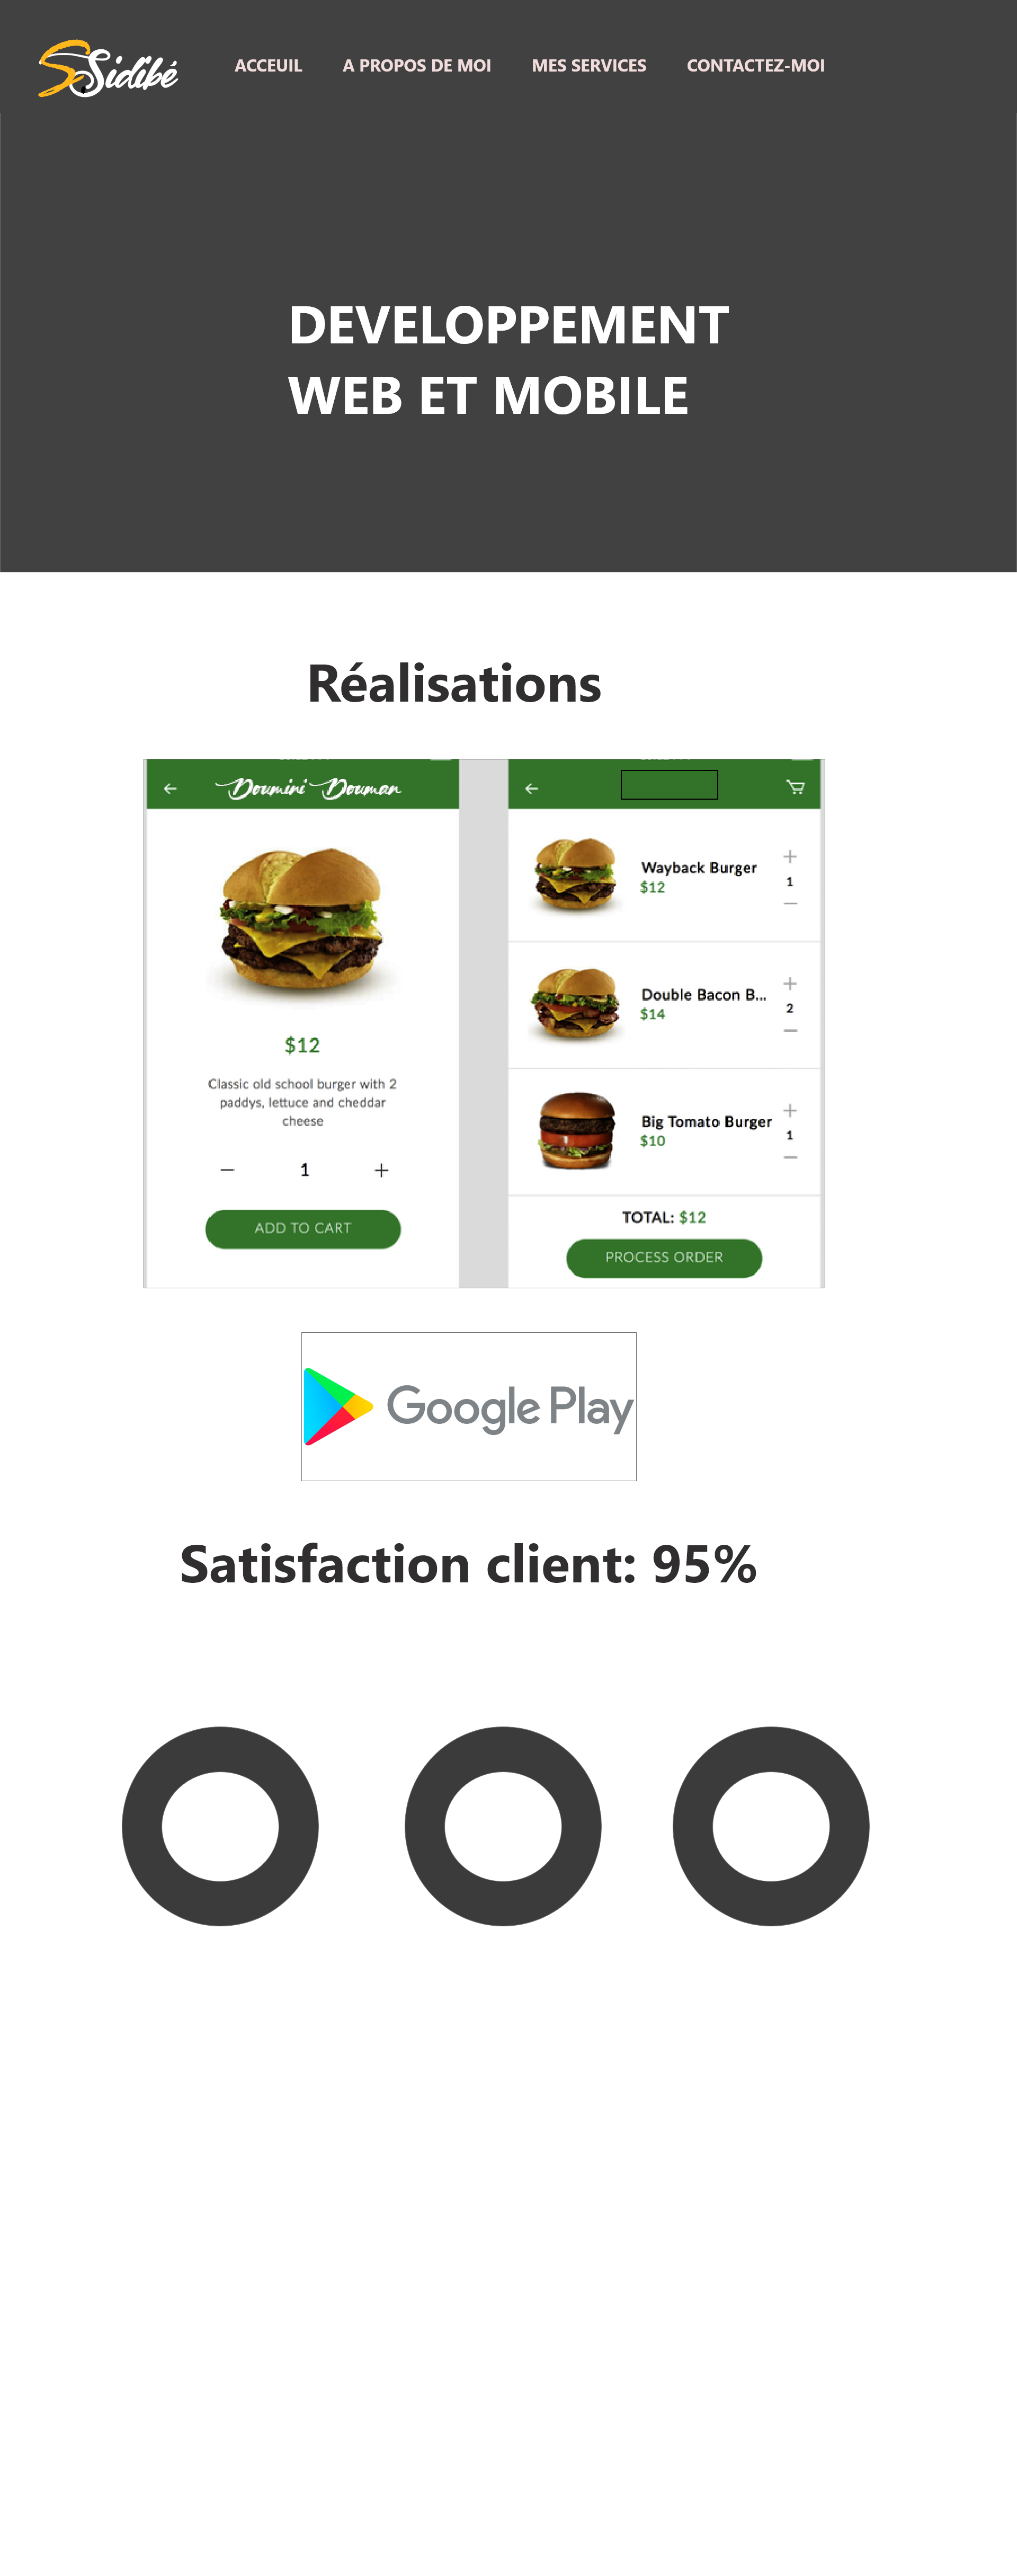 Sidibé
ACCEUIL
A PROPOS DE MOI
MES SERVICES
CONTACTEZ-MOI
DEVELOPPEMENT
WEB ET MOBILE
Réalisations
Doumini Douman
$12
Classic old school burger with 2
paddys, lettuce and cheddar
cheese
1
ADD TO CART
Wayback Burger
$12
1
Double Bacon B...
$14
2
Big Tomato Burger
$10
1
TOTAL: $12
PROCESS ORDER
Google Play
Satisfaction client: 95%